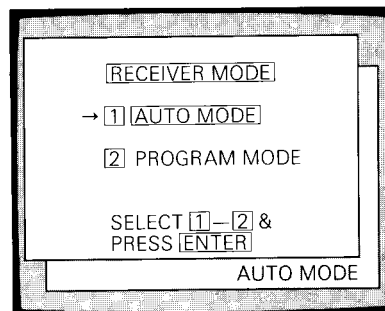 RECEIVER MODE
→ 1 AUTO MODE
2 PROGRAM MODE
SELECT 1–2 &
PRESS ENTER
AUTO MODE